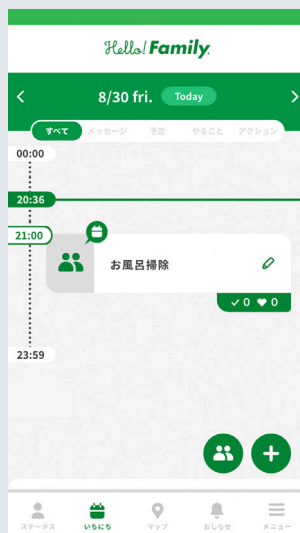 Hello! Family.
8/30 fri. Today
すべて メッセージ 予定 やること アクション
00:00
20:36
21:00
お風呂掃除
0 0
23:59
ステータス いちにち マップ おしらせ メニュー